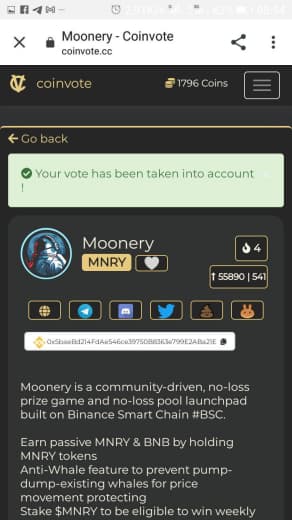 Moonery - Coinvote
coinvote.cc
coinvote
1796 Coins
Go back
Your vote has been taken into account
!
Moonery
4
MNRY
55890 | 541
Moonery is a community-driven, no-loss
prize game and no-loss pool launchpad
built on Binance Smart Chain #BSC.
Earn passive MNRY & BNB by holding
MNRY tokens
Anti-Whale feature to prevent pump-
dump-existing whales for price
movement protecting
Stake $MNRY to be eligible to win weekly